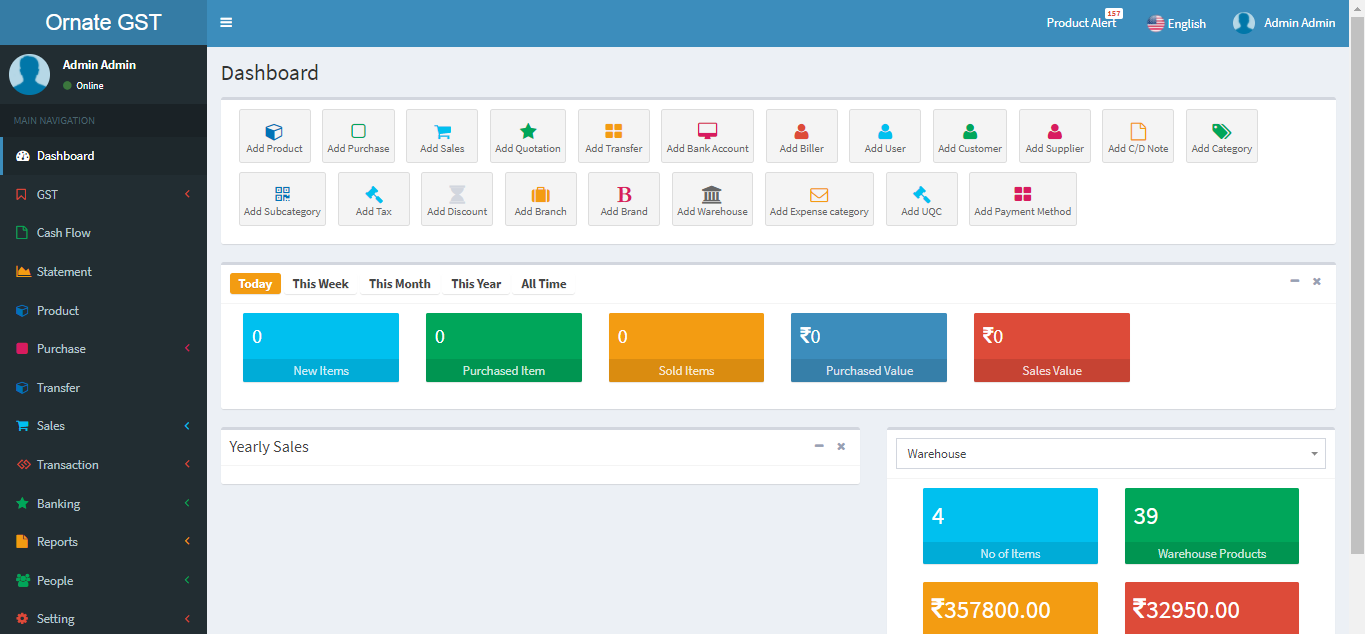 Ornate GST
Product Alert 157 English Admin Admin
Admin Admin
Online
MAIN NAVIGATION
Dashboard
GST
Cash Flow
Statement
Product
Purchase
Transfer
Sales
Transaction
Banking
Reports
People
Setting
Dashboard
Add Product Add Purchase Add Sales Add Quotation Add Transfer Add Bank Account Add Biller Add User Add Customer Add Supplier Add C/D Note Add Category
Add Subcategory Add Tax Add Discount Add Branch B Add Brand Add Warehouse Add Expense category Add UQC Add Payment Method
Today This Week This Month This Year All Time
0 0 0 ₹0 ₹0
New Items Purchased Item Sold Items Purchased Value Sales Value
Yearly Sales
Warehouse
4 39
No of Items Warehouse Products
₹357800.00 ₹32950.00